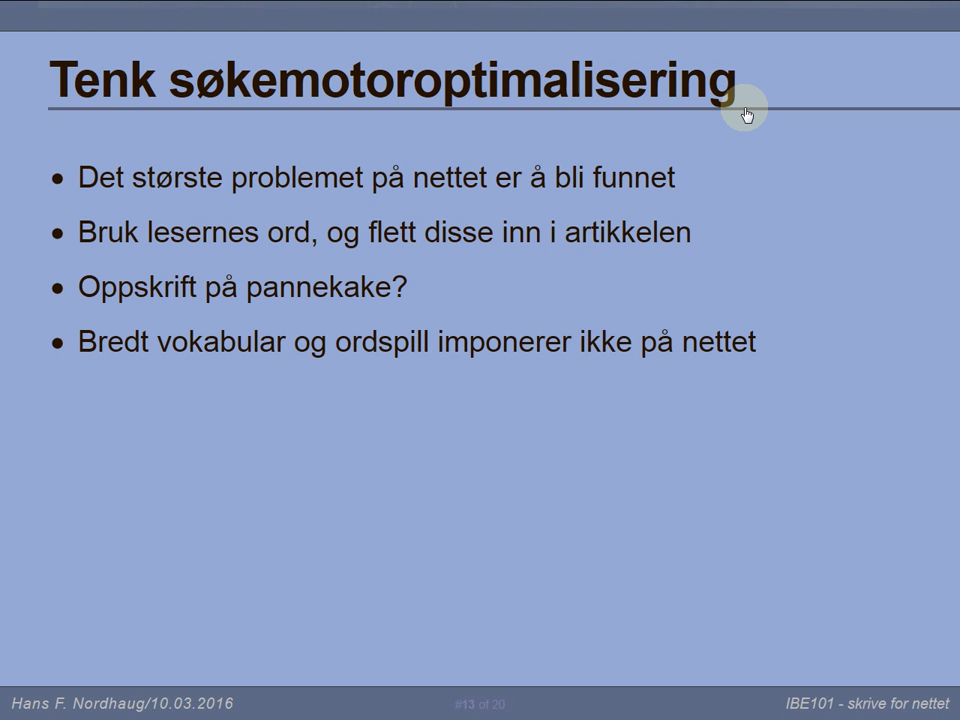 Tenk søkemotoroptimalisering
• Det største problemet på nettet er å bli funnet
• Bruk lesernes ord, og flett disse inn i artikkelen
• Oppskrift på pannekake?
• Bredt vokabular og ordspill imponerer ikke på nettet
Hans F. Nordhaug/10.03.2016 #13 of 20 IBE101 - skrive for nettet